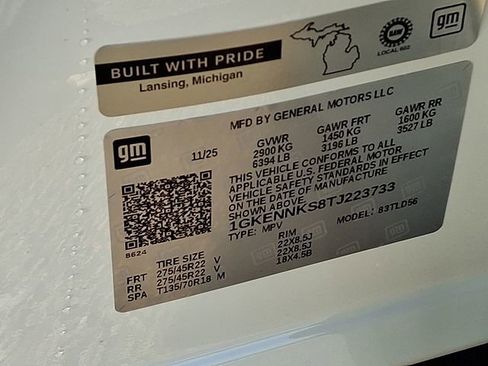 BUILT WITH PRIDE
Lansing, Michigan
UAW
LOCAL 602
gm
MFD BY GENERAL MOTORS LLC
gm
11/25
GVWR GAWR FRT GAWR RR
2900 KG 1450 KG 1600 KG
6394 LB 3196 LB 3527 LB
THIS VEHICLE CONFORMS TO ALL
APPLICABLE U.S. FEDERAL MOTOR
VEHICLE SAFETY STANDARDS IN EFFECT
ON THE DATE OF MANUFACTURE
SHOWN ABOVE.
1GKENNKS8TJ223733
TYPE: MPV MODEL: 83TLD56
8624
TIRE SIZE RIM
FRT 275/45R22 V 22X8.5J
RR 275/45R22 V 22X8.5J
SPA T135/70R18 M 18X4.5B